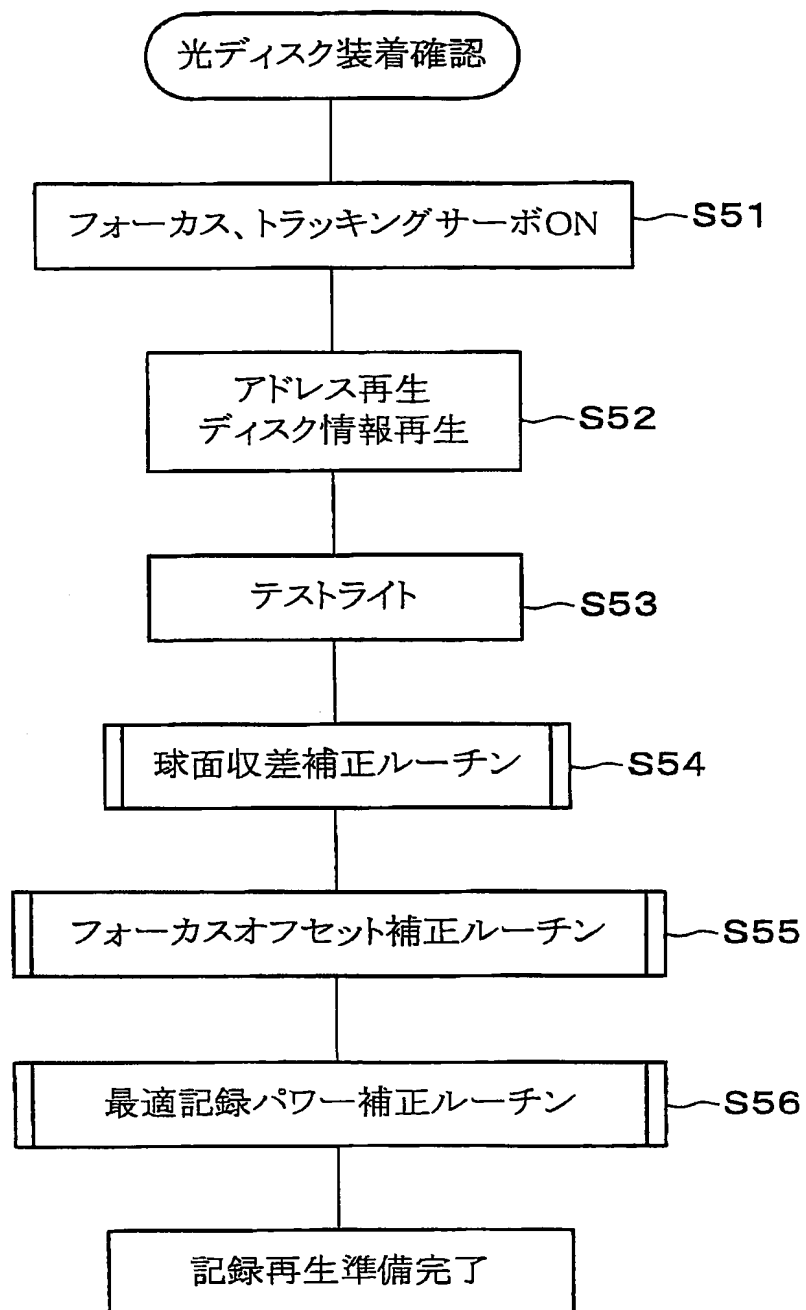 光ディスク装着確認
フォーカス、トラッキングサーボON
S51
アドレス再生
ディスク情報再生
S52
テストライト
S53
球面収差補正ルーチン
S54
フォーカスオフセット補正ルーチン
S55
最適記録パワー補正ルーチン
S56
記録再生準備完了